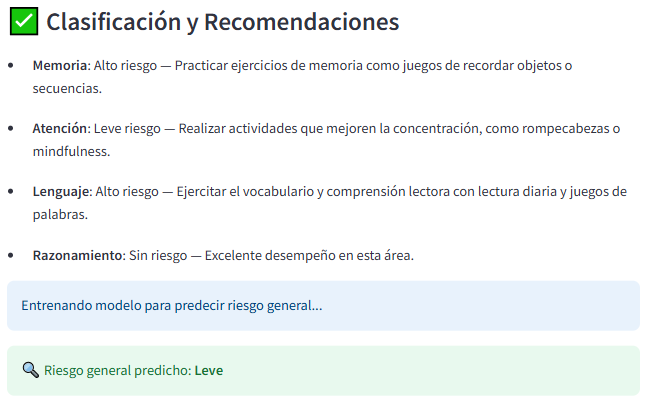 ✅ Clasificación y Recomendaciones
• Memoria: Alto riesgo — Practicar ejercicios de memoria como juegos de recordar objetos o
secuencias.
• Atención: Leve riesgo — Realizar actividades que mejoren la concentración, como rompecabezas o
mindfulness.
• Lenguaje: Alto riesgo — Ejercitar el vocabulario y comprensión lectora con lectura diaria y juegos de
palabras.
• Razonamiento: Sin riesgo — Excelente desempeño en esta área.
Entrenando modelo para predecir riesgo general...
🔍 Riesgo general predicho: Leve